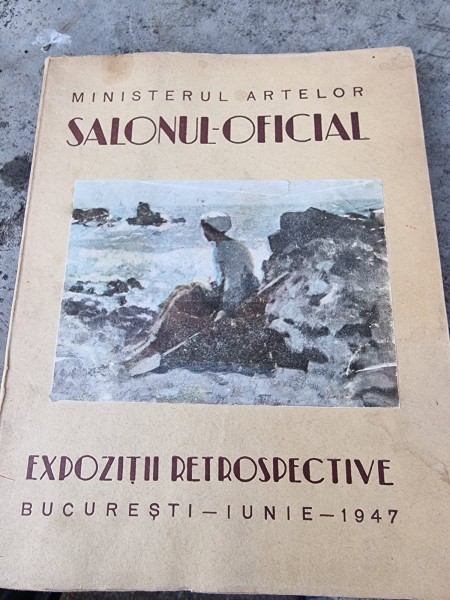 MINISTERUL ARTELOR
SALONUL-OFICIAL
EXPOZIȚII RETROSPECTIVE
BUCUREȘTI — IUNIE — 1947